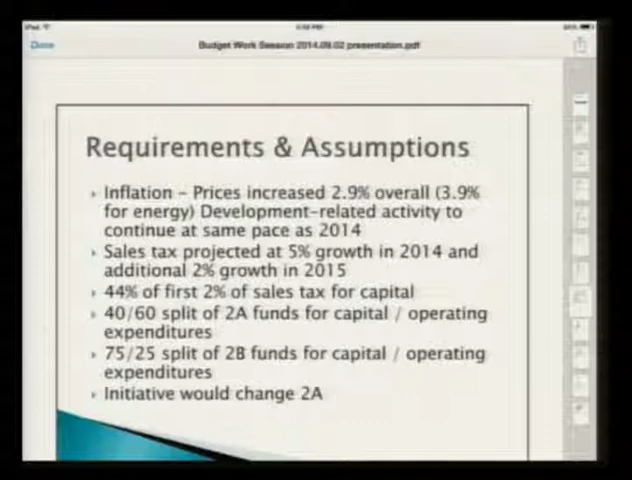 Done
Budget Work Session 2014.09.02 presentation.pdf
Requirements & Assumptions
Inflation - Prices increased 2.9% overall (3.9%
for energy) Development-related activity to
continue at same pace as 2014
Sales tax projected at 5% growth in 2014 and
additional 2% growth in 2015
44% of first 2% of sales tax for capital
40/60 split of 2A funds for capital / operating
expenditures
75/25 split of 2B funds for capital / operating
expenditures
Initiative would change 2A